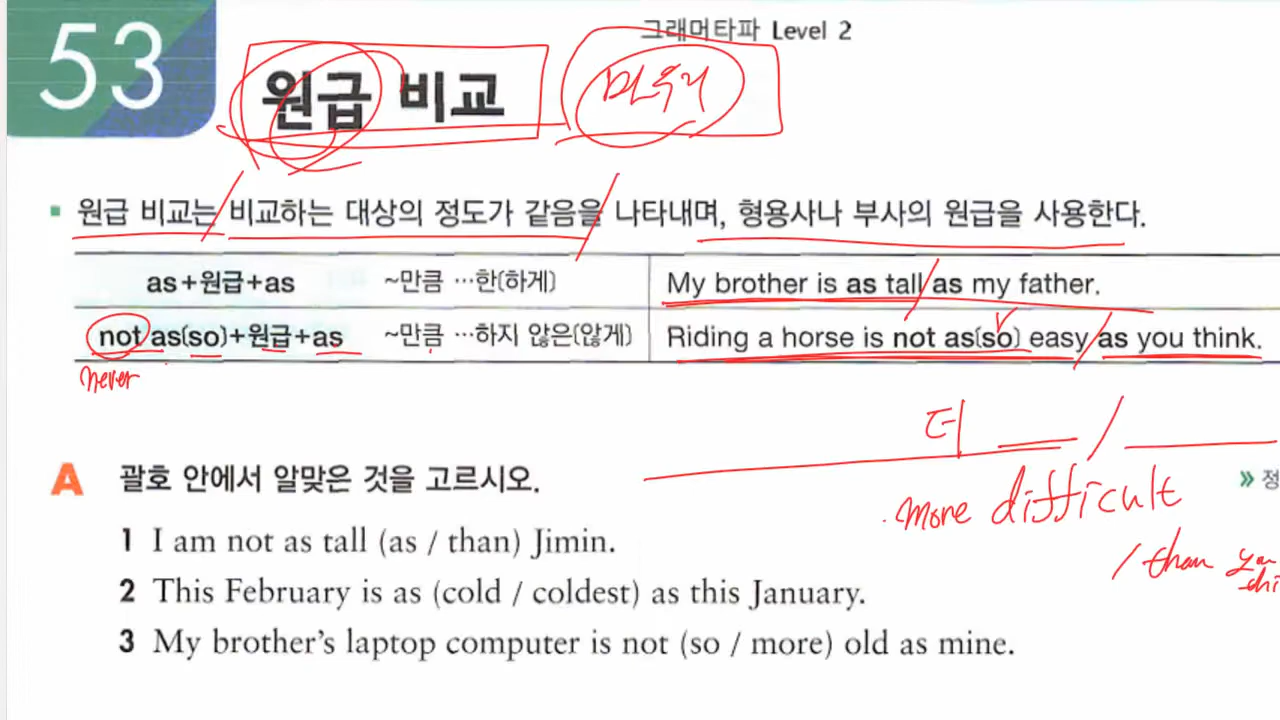 그래머타파 Level 2
53
원급 비교
원급 비교는 비교하는 대상의 정도가 같음을 나타내며, 형용사나 부사의 원급을 사용한다.
as+원급+as ~만큼 …한(하게) My brother is as tall as my father.
not as(so)+원급+as ~만큼 …하지 않은(않게) Riding a horse is not as(so) easy as you think.
never
더
more difficult
than you
A 괄호 안에서 알맞은 것을 고르시오. » 정
1 I am not as tall (as / than) Jimin.
2 This February is as (cold / coldest) as this January.
3 My brother’s laptop computer is not (so / more) old as mine.